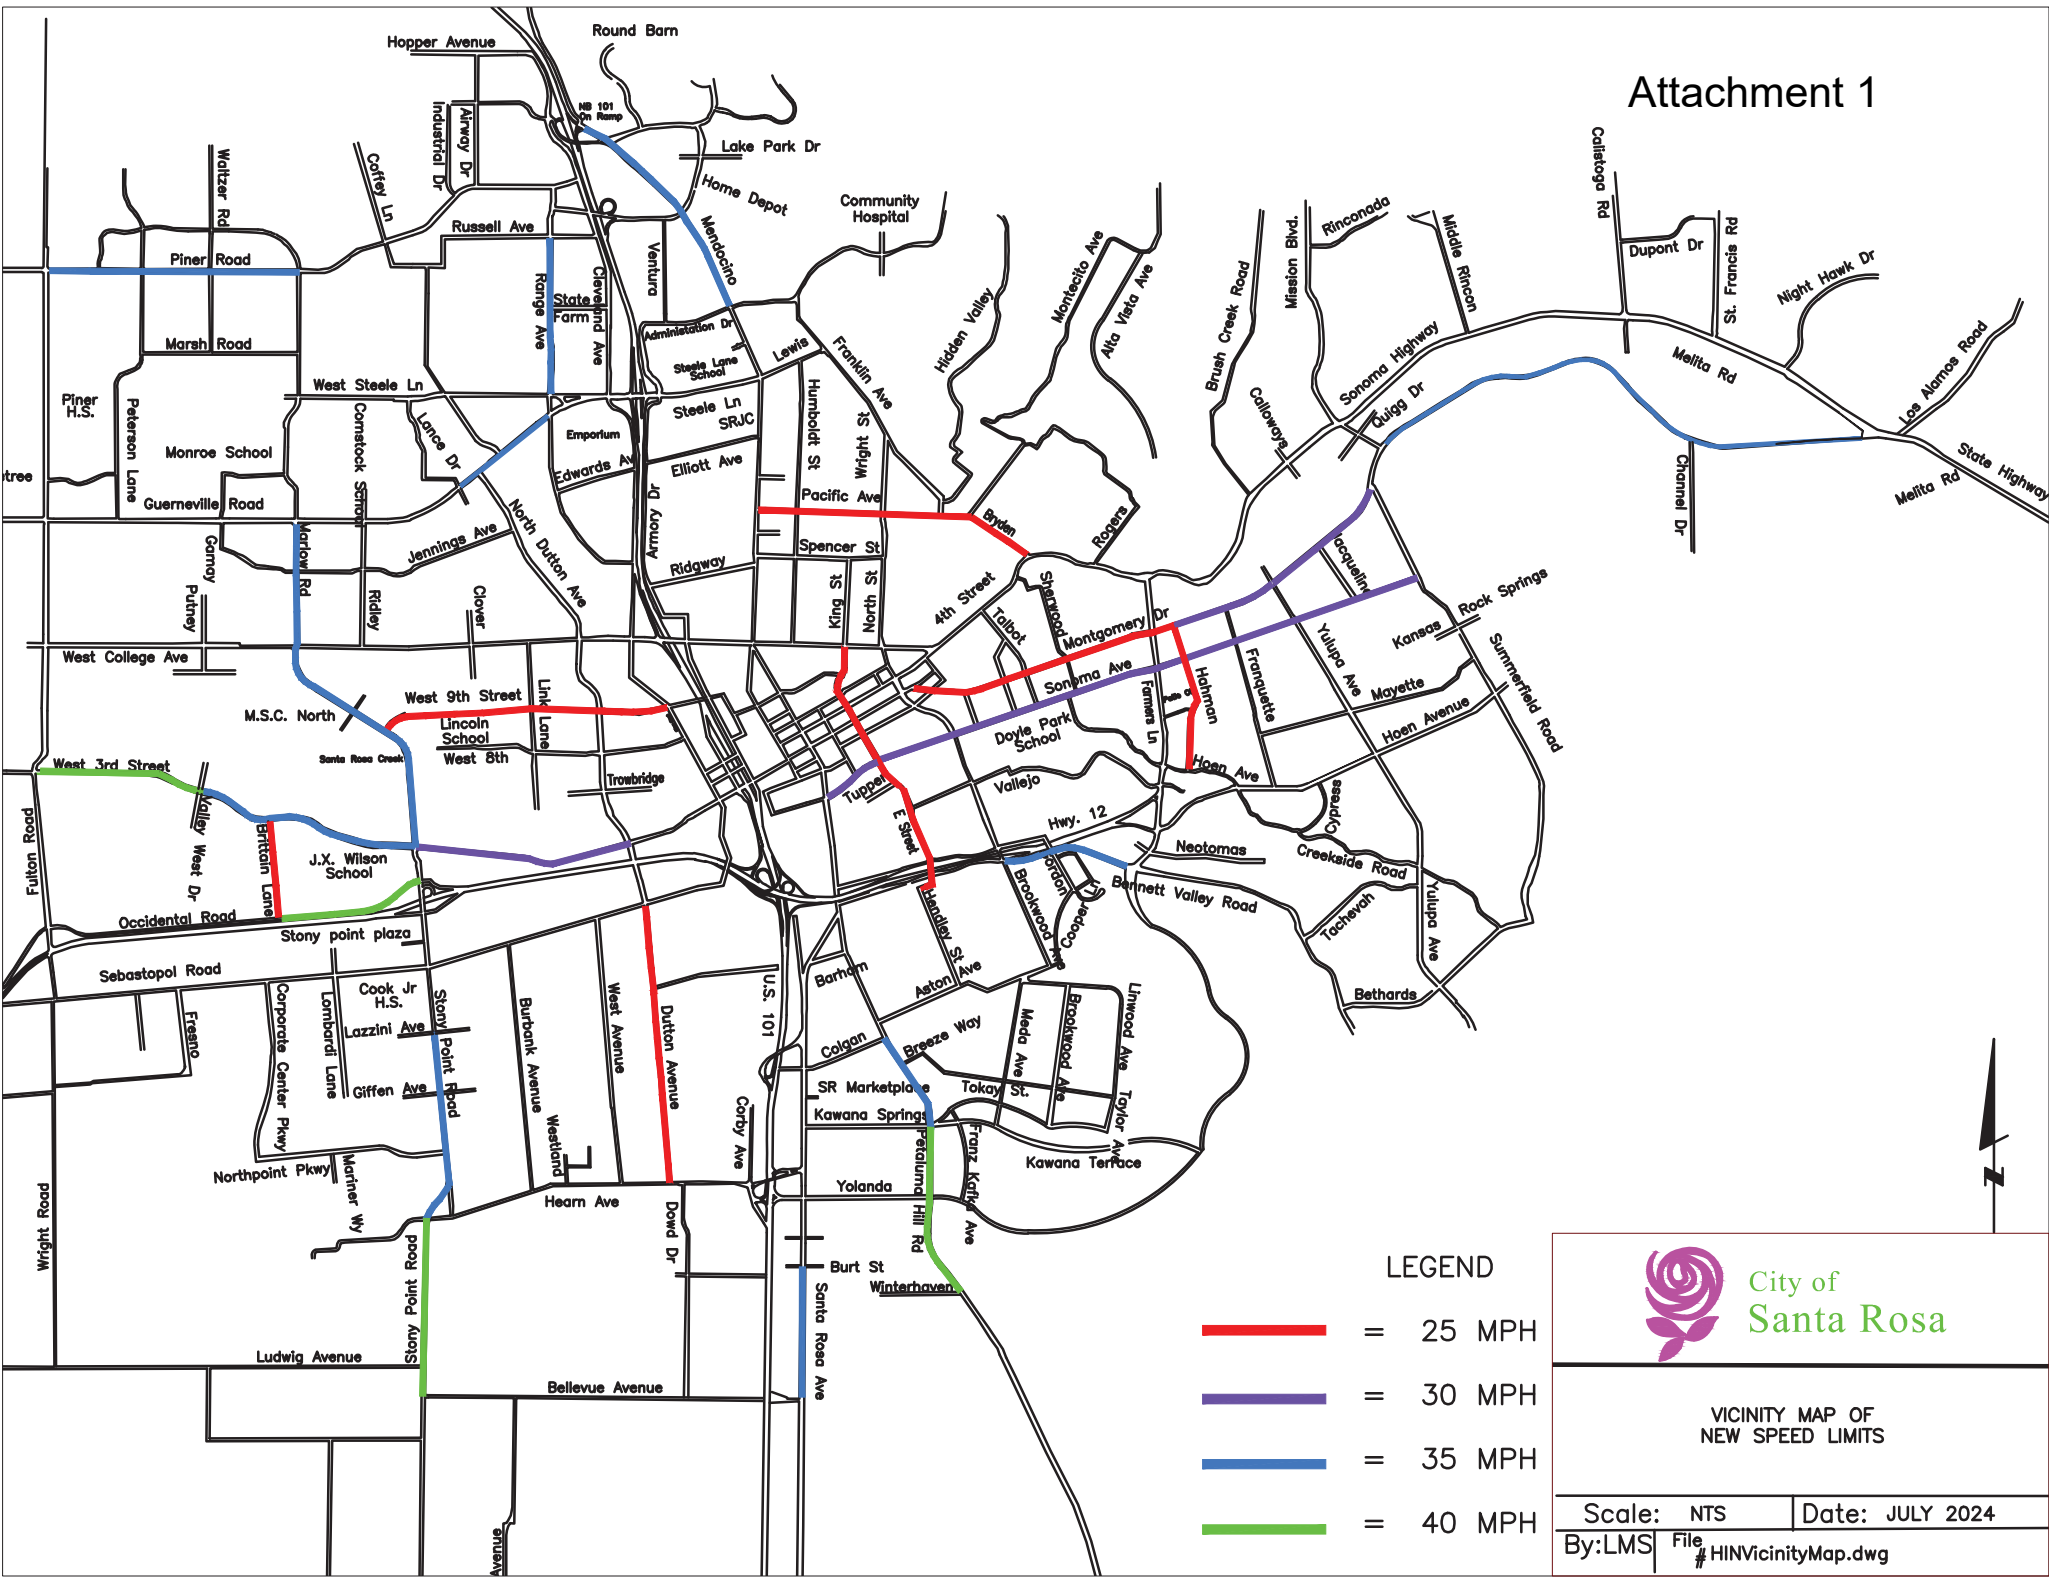 Attachment 1
Round Barn
Hopper Avenue
NB 101
On Ramp
Industrial Dr
Airway Dr
Lake Park Dr
Home Depot
Waltzer Rd
Coffey Ln
Russell Ave
Community
Hospital
Mendocino
Ventura
Piner Road
Range Ave
State
Farm
Cleveland Ave
Administation Dr
Steele Lane
School
Lewis
Franklin Ave
Hidden Valley
Montecito Ave
Alta Vista Ave
Brush Creek Road
Mission Blvd.
Rinconada
Middle Rincon
Calistoga Rd
Dupont Dr
St. Francis Rd
Night Hawk Dr
Los Alamos Road
Sonoma Highway
Melita Rd
Quigg Dr
Calloways
Channel Dr
State Highway
Melita Rd
Marsh Road
West Steele Ln
Piner
H.S.
Peterson Lane
Monroe School
Comstock School
Lance Dr
Emporium
Edwards Av
Steele Ln
SRJC
Elliott Ave
Humboldt St
Wright St
Pacific Ave
tree
Guerneville Road
Marlow Rd
Jennings Ave
North Dutton Ave
Armory Dr
Ridgway
Spencer St
King St
North St
Bryden
Rogers
4th Street
Sherwood
Talbot
Montgomery Dr
Sonoma Ave
acqueline
Rock Springs
Kansas
Summerfield Road
Yulupa Ave
Franquette
Mayette
Hoen Avenue
Hahman
Farmers Ln
Hoen Ave
Doyle Park
School
Vallejo
Hwy. 12
Tupper
E Street
Neotomas
Cypress
Creekside Road
Bennett Valley Road
Tachevah
Yulupa Ave
Bethards
Gamay
Putney
Ridley
Clover
West College Ave
M.S.C. North
West 9th Street
Lincoln
School
Link Lane
West 8th
Santa Rosa Creek
Trowbridge
West 3rd Street
Fulton Road
Valley West Dr
Brittain Lane
J.X. Wilson
School
Occidental Road
Stony point plaza
Sebastopol Road
Cook Jr
H.S.
Lazzini Ave
Giffen Ave
Fresno
Corporate Center Pkwy
Lombardi Lane
Stony Point Road
Northpoint Pkwy
Mariner Wy
Burbank Avenue
West Avenue
Westland
Dutton Avenue
U.S. 101
Corby Ave
Hearn Ave
Dowd Dr
Barham
Hendley St
Aston Ave
Brookwood Ave
Cooper
Colgan
Breeze Way
SR Marketplace
Kawana Springs
Tokay St.
Meda Ave
Brookwood Ave
Linwood Ave
Taylor Ave
Kawana Terrace
Franz Kafka Ave
Petaluma Hill Rd
Yolanda
Burt St
Winterhaven
Santa Rosa Ave
Wright Road
Stony Point Road
Ludwig Avenue
Bellevue Avenue
Avenue
N
LEGEND
= 25 MPH
= 30 MPH
= 35 MPH
= 40 MPH
City of
Santa Rosa
VICINITY MAP OF
NEW SPEED LIMITS
Scale: NTS
Date: JULY 2024
By:LMS
File
# HINVicinityMap.dwg